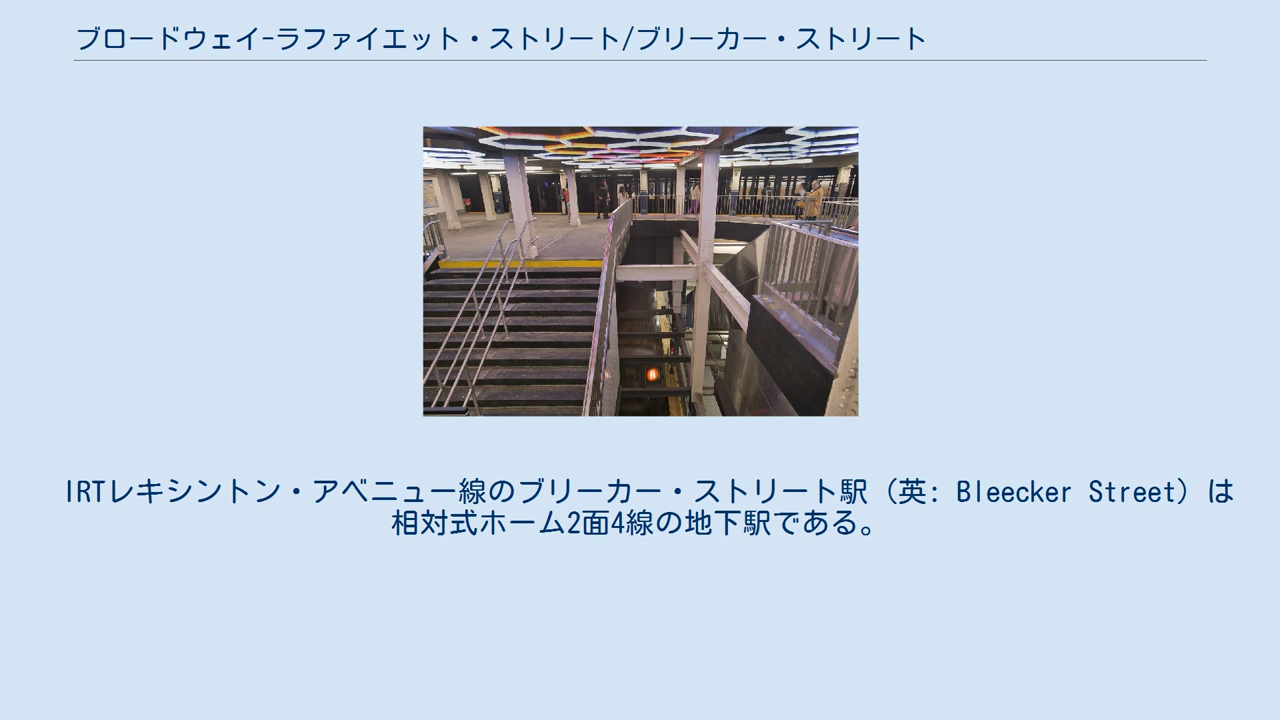 ブロードウェイ-ラファイエット・ストリート/ブリーカー・ストリート
IRTレキシントン・アベニュー線のブリーカー・ストリート駅（英: Bleecker Street）は
相対式ホーム2面4線の地下駅である。